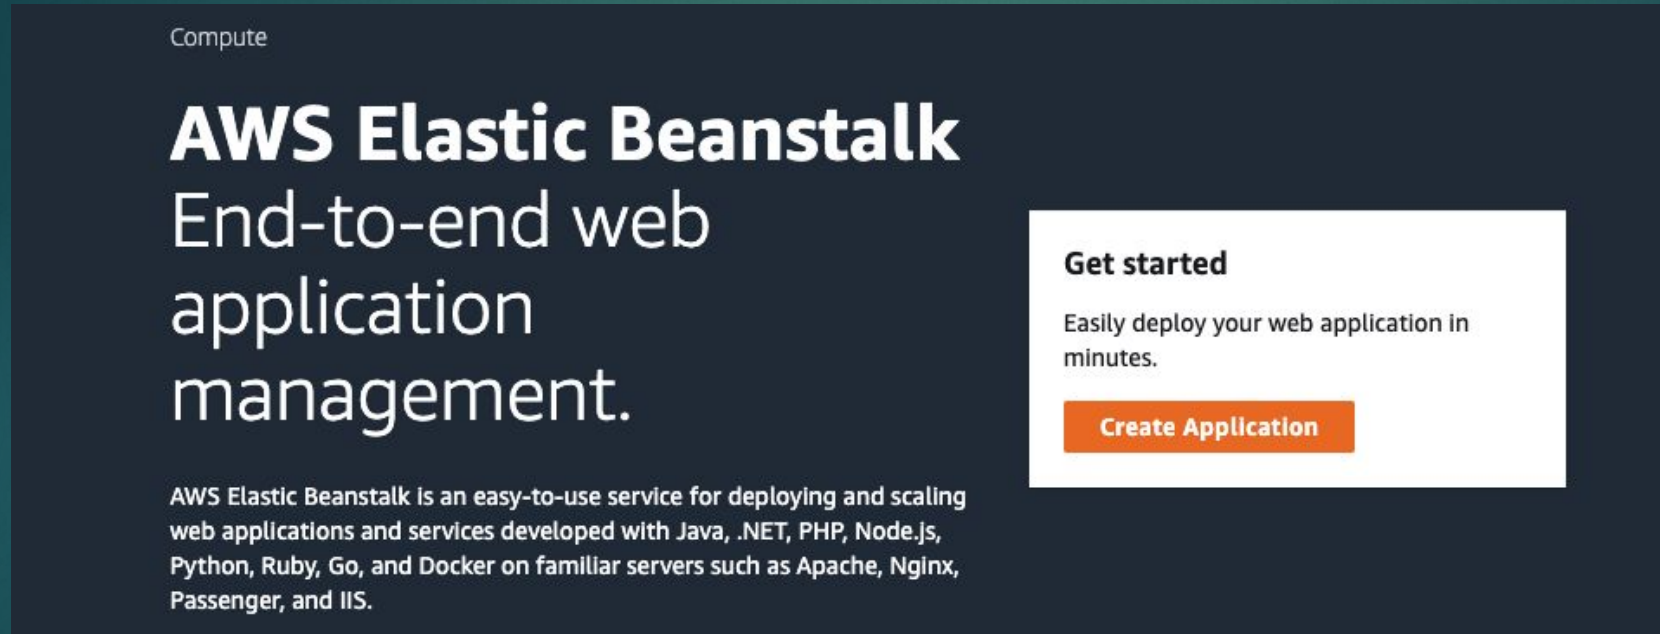 Compute
AWS Elastic Beanstalk
End-to-end web
application
management.
AWS Elastic Beanstalk is an easy-to-use service for deploying and scaling
web applications and services developed with Java, .NET, PHP, Node.js,
Python, Ruby, Go, and Docker on familiar servers such as Apache, Nginx,
Passenger, and IIS.
Get started
Easily deploy your web application in
minutes.
Create Application